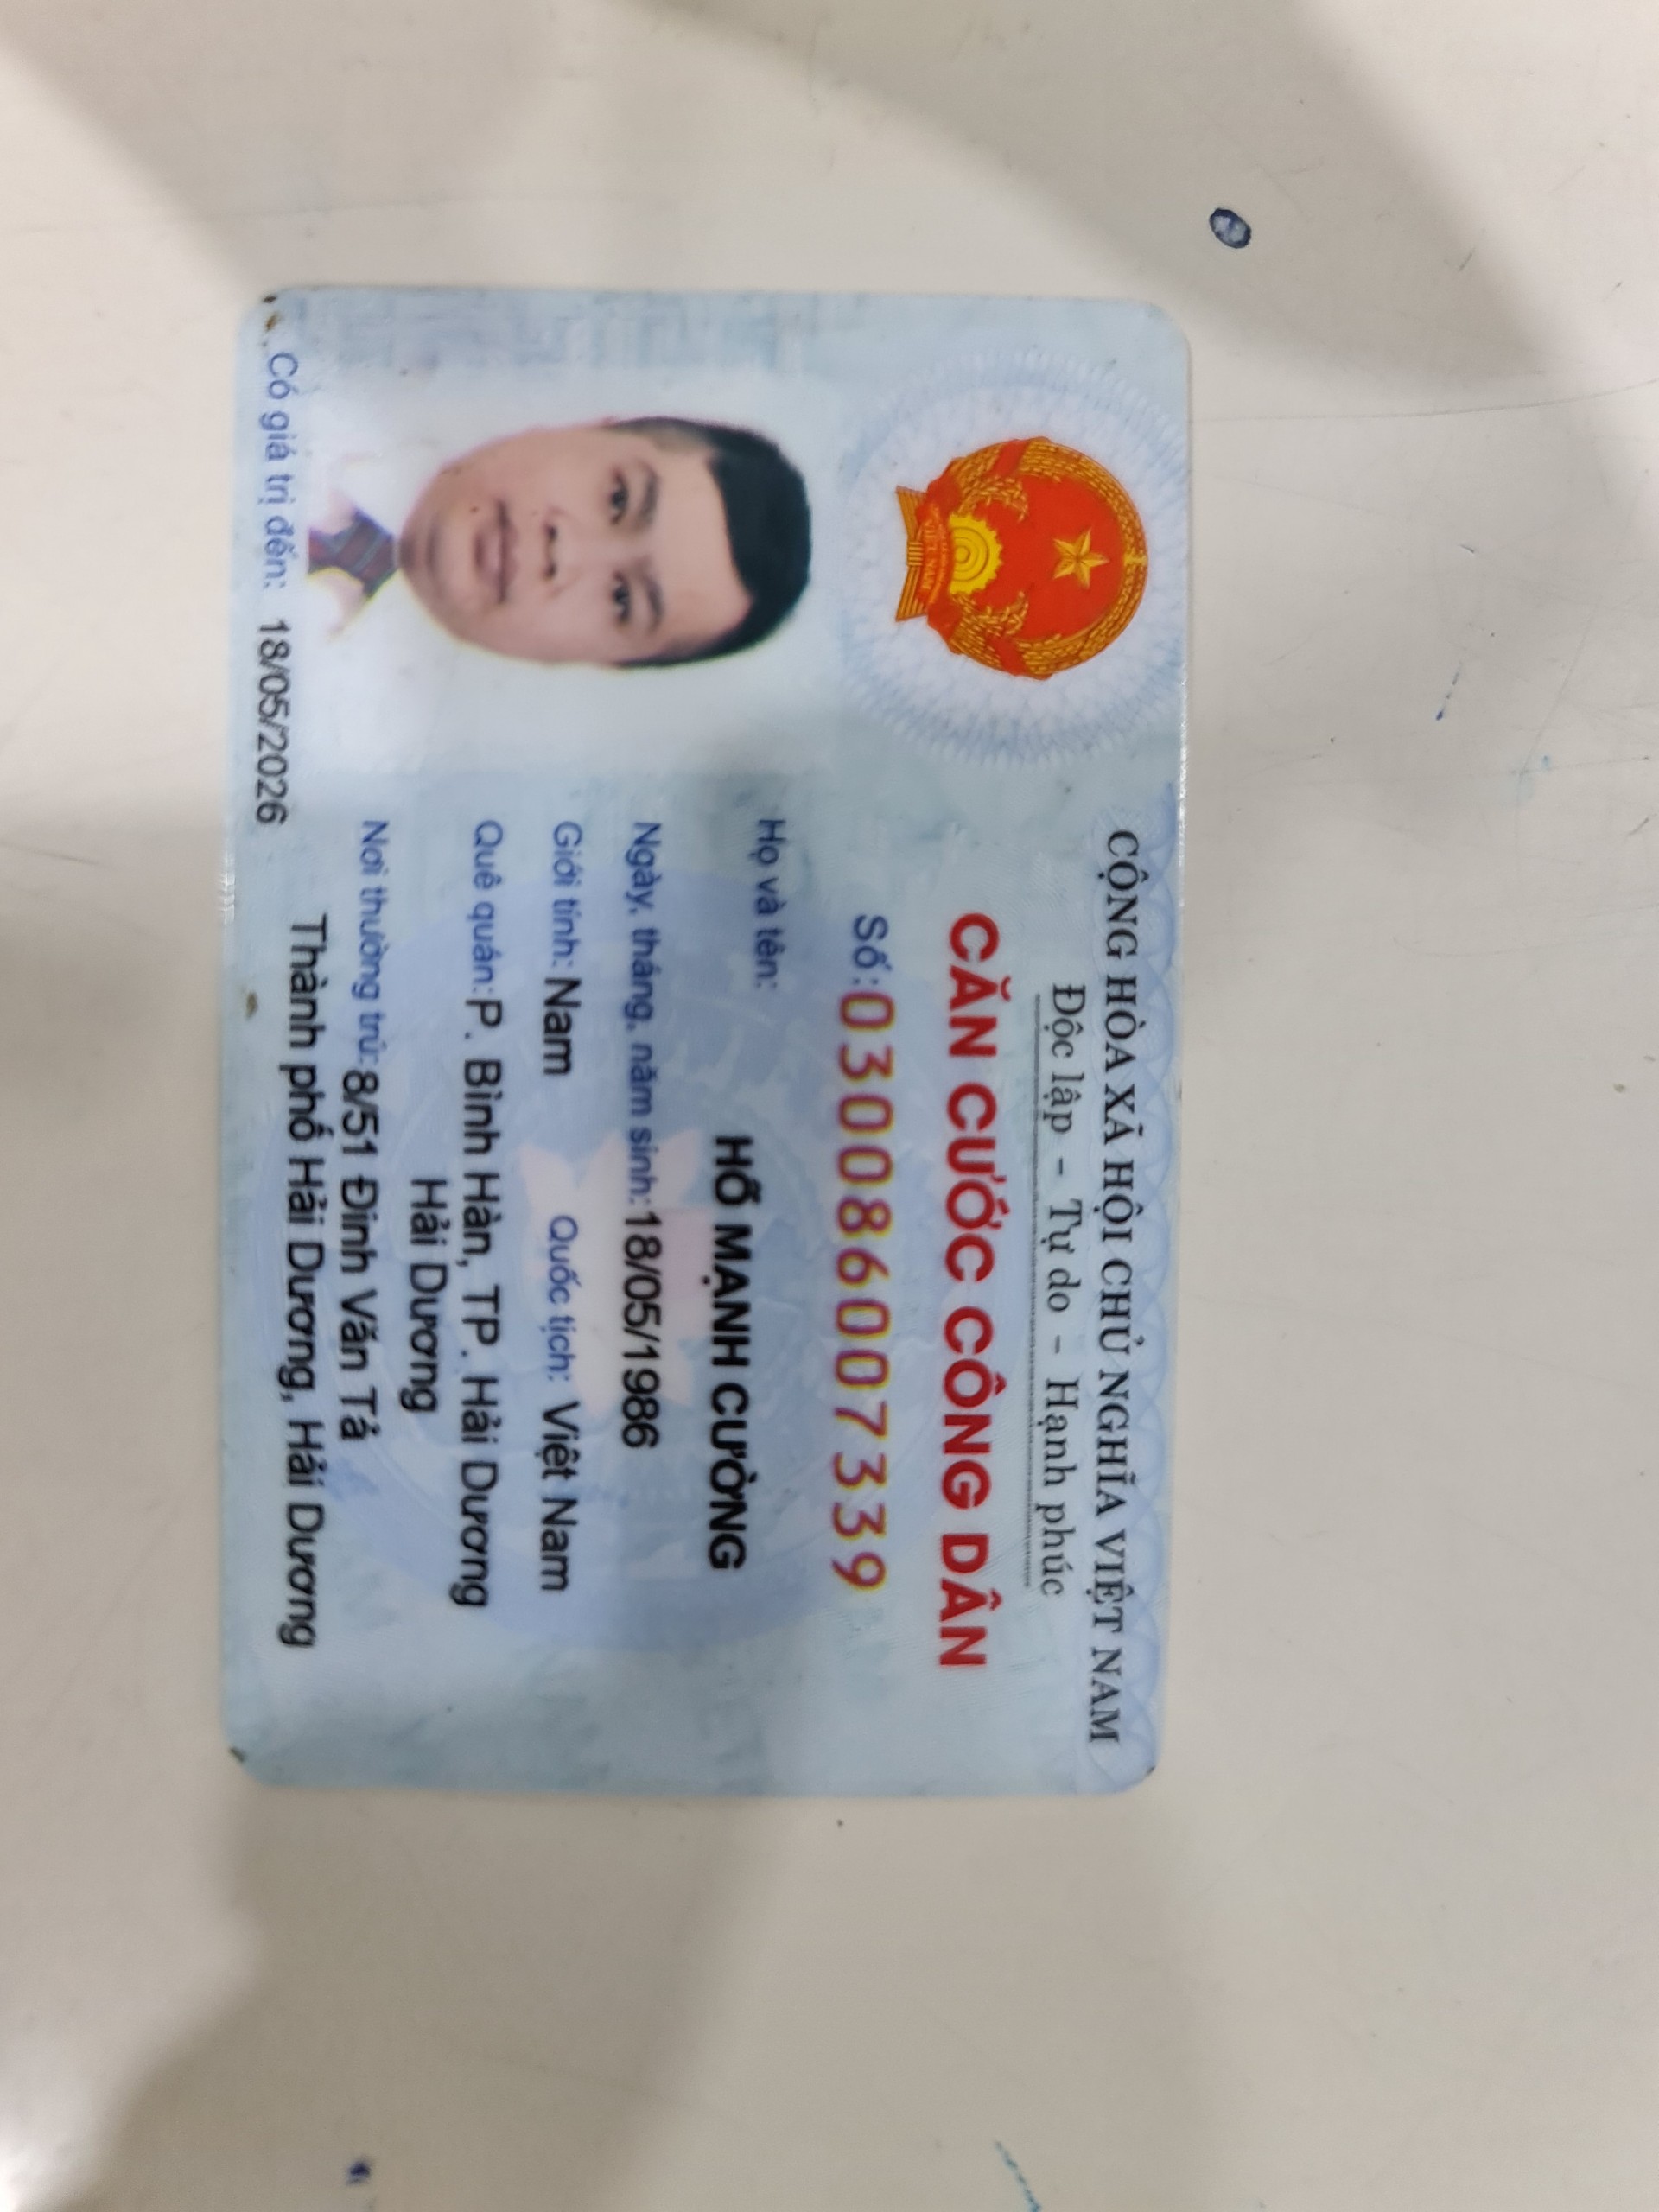 CỘNG HÒA XÃ HỘI CHỦ NGHĨA VIỆT NAM
Độc lập - Tự do - Hạnh phúc
CĂN CƯỚC CÔNG DÂN
Số: 030086007339
Họ và tên:
HỒ MẠNH CƯỜNG
Ngày, tháng, năm sinh: 18/05/1986
Giới tính: Nam Quốc tịch: Việt Nam
Quê quán: P. Bình Hàn, TP. Hải Dương
Hải Dương
Nơi thường trú: 8/51 Đinh Văn Tả
Thành phố Hải Dương, Hải Dương
Có giá trị đến: 18/05/2026